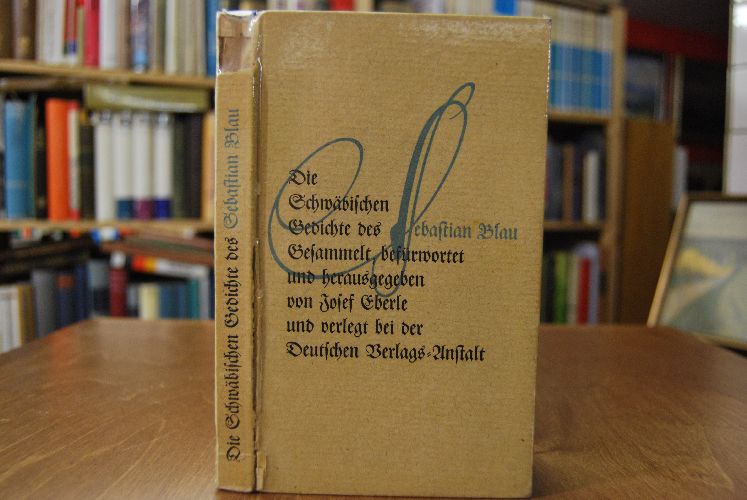 Die Schwäbischen Gedichte des Sebastian Blau
Die
Schwäbischen
Gedichte des Sebastian Blau
Gesammelt, befürwortet
und herausgegeben
von Josef Eberle
und verlegt bei der
Deutschen Verlags-Anstalt